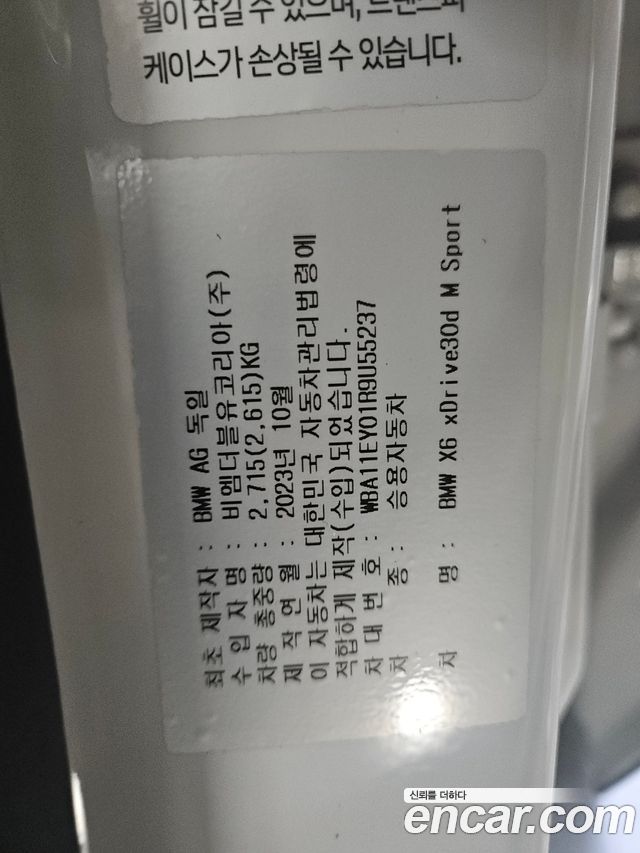 휠이 잠길 수 있으며, 트랜스퍼
케이스가 손상될 수 있습니다.
최초 제작자 : BMW AG 독일
수 입 자 명 : 비엠더블유코리아(주)
차량 총중량 : 2,715(2,615)KG
제 작 연 월 : 2023년 10월
이 자동차는 대한민국 자동차관리법령에
적합하게 제작(수입)되었습니다.
차 대 번 호 : WBA11EY01R9U55237
차 종 : 승용자동차
차 명 : BMW X6 xDrive30d M Sport
신뢰를 더하다
encar.com